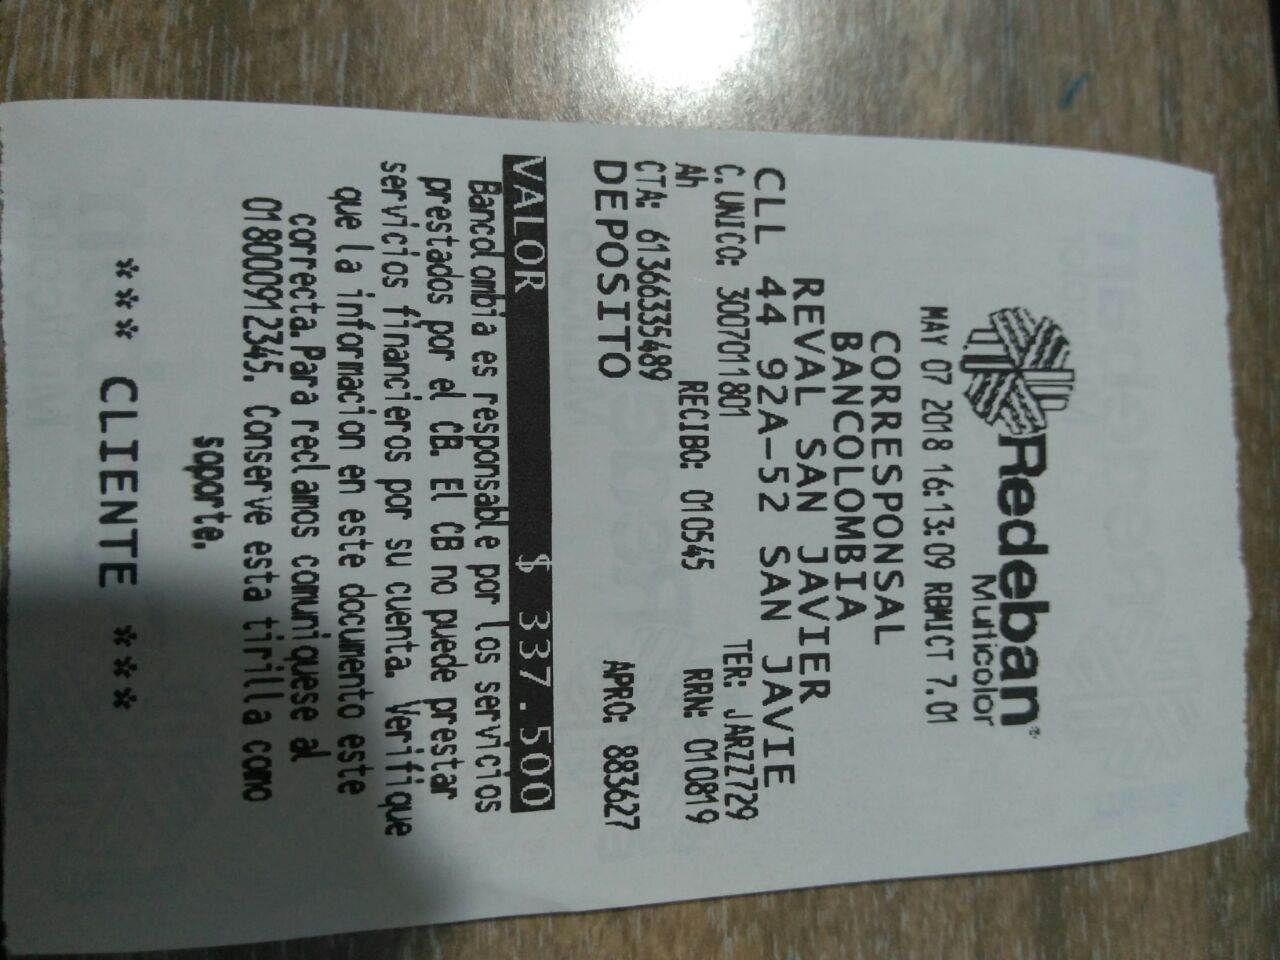 Redeban®
Multicolor
MAY 07 2018 16:13:09 RBMICT 7.01
CORRESPONSAL
BANCOLOMBIA
REVAL SAN JAVIER
CLL 44 92A-52 SAN JAVIE
C. UNICO: 3007011801 TER: JARZZ729
Ah RECIBO: 010545 RRN: 010819
CTA: 61366335489
DEPOSITO APRO: 883627
VALOR $ 337.500
Bancolombia es responsable por los servicios
prestados por el CB. El CB no puede prestar
servicios financieros por su cuenta. Verifique
que la informacion en este documento este
correcta. Para reclamos comuniquese al
018000912345. Conserve esta tirilla como
soporte.
*** CLIENTE ***